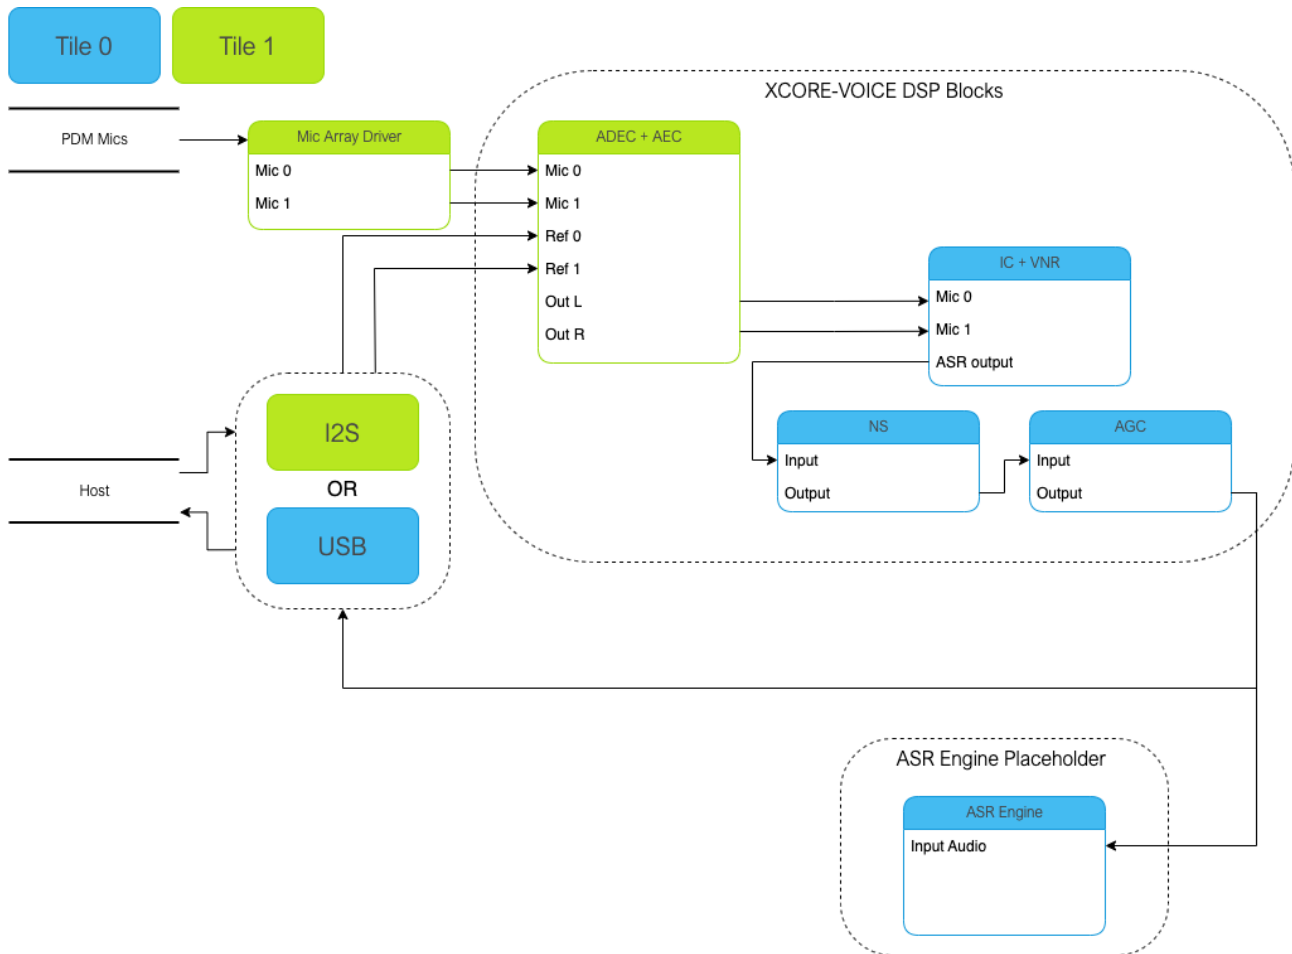 Tile 0
Tile 1
XCORE-VOICE DSP Blocks
PDM Mics
Mic Array Driver
Mic 0
Mic 1
ADEC + AEC
Mic 0
Mic 1
Ref 0
Ref 1
Out L
Out R
IC + VNR
Mic 0
Mic 1
ASR output
I2S
OR
USB
Host
NS
Input
Output
AGC
Input
Output
ASR Engine Placeholder
ASR Engine
Input Audio